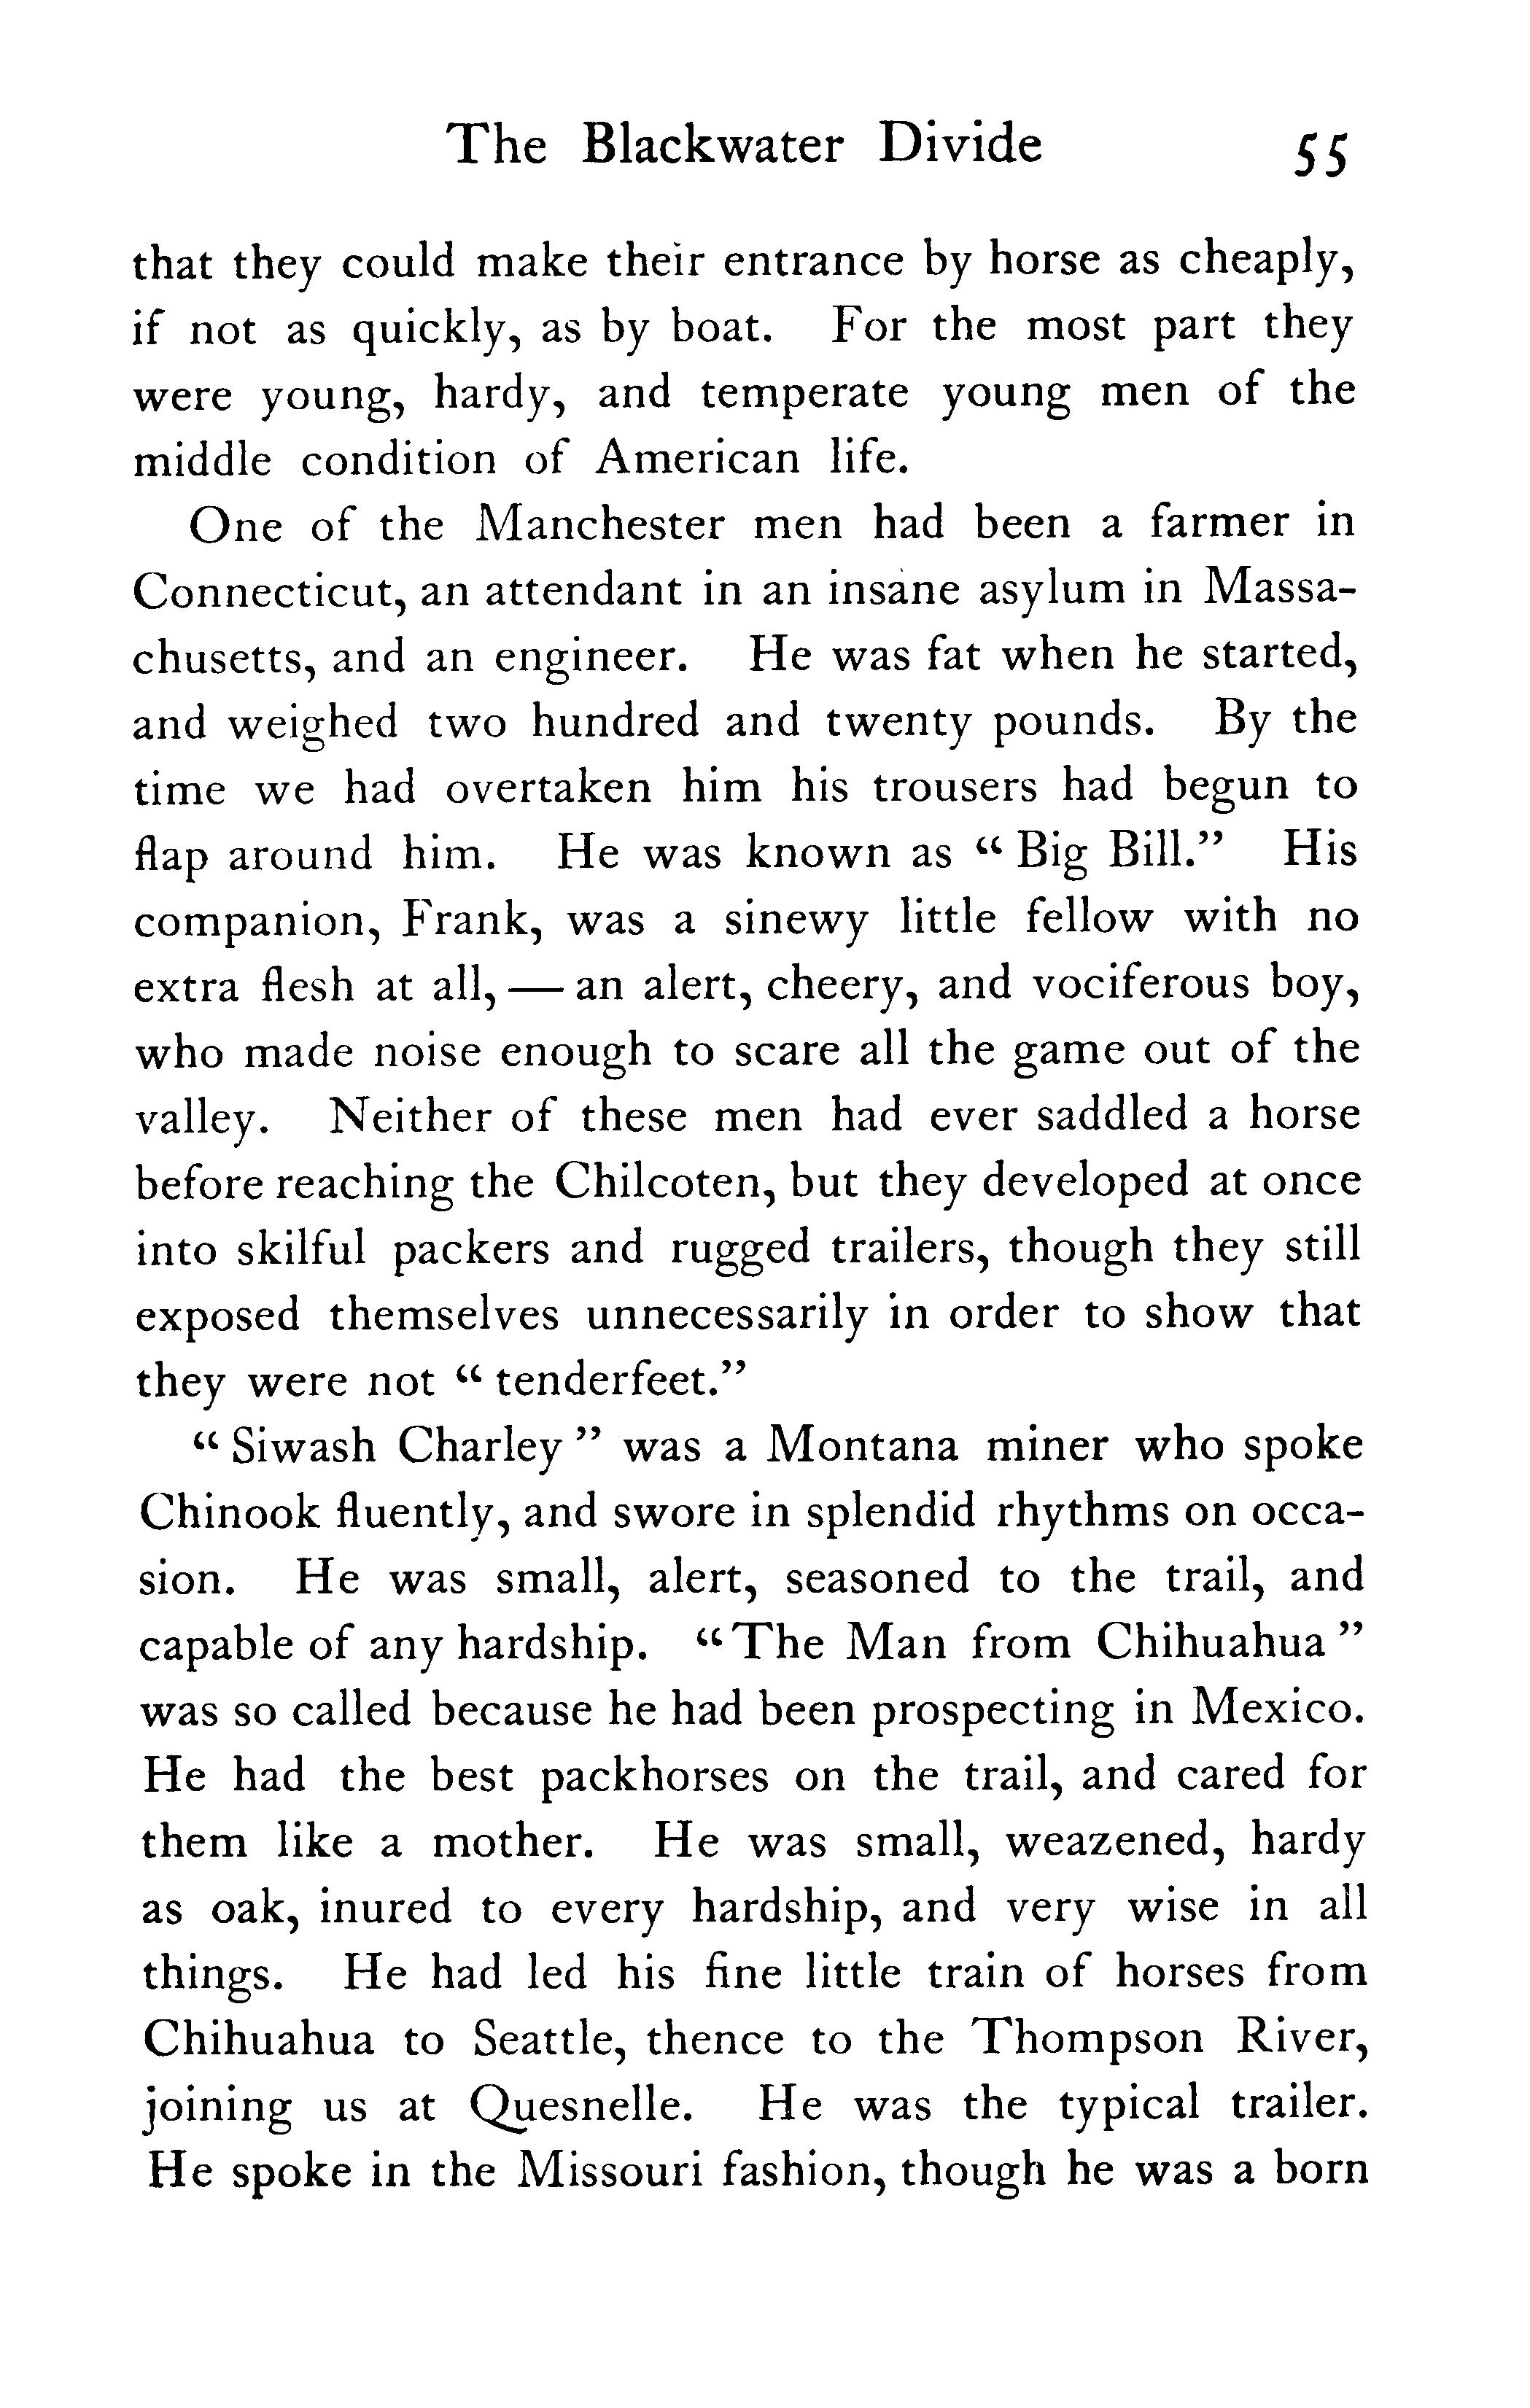 The Blackwater Divide 55
that they could make their entrance by horse as cheaply,
if not as quickly, as by boat. For the most part they
were young, hardy, and temperate young men of the
middle condition of American life.
One of the Manchester men had been a farmer in
Connecticut, an attendant in an insane asylum in Massa-
chusetts, and an engineer. He was fat when he started,
and weighed two hundred and twenty pounds. By the
time we had overtaken him his trousers had begun to
flap around him. He was known as “ Big Bill.” His
companion, Frank, was a sinewy little fellow with no
extra flesh at all, — an alert, cheery, and vociferous boy,
who made noise enough to scare all the game out of the
valley. Neither of these men had ever saddled a horse
before reaching the Chilcoten, but they developed at once
into skilful packers and rugged trailers, though they still
exposed themselves unnecessarily in order to show that
they were not “ tenderfeet.”
“ Siwash Charley ” was a Montana miner who spoke
Chinook fluently, and swore in splendid rhythms on occa-
sion. He was small, alert, seasoned to the trail, and
capable of any hardship. “The Man from Chihuahua ”
was so called because he had been prospecting in Mexico.
He had the best packhorses on the trail, and cared for
them like a mother. He was small, weazened, hardy
as oak, inured to every hardship, and very wise in all
things. He had led his fine little train of horses from
Chihuahua to Seattle, thence to the Thompson River,
joining us at Quesnelle. He was the typical trailer.
He spoke in the Missouri fashion, though he was a born